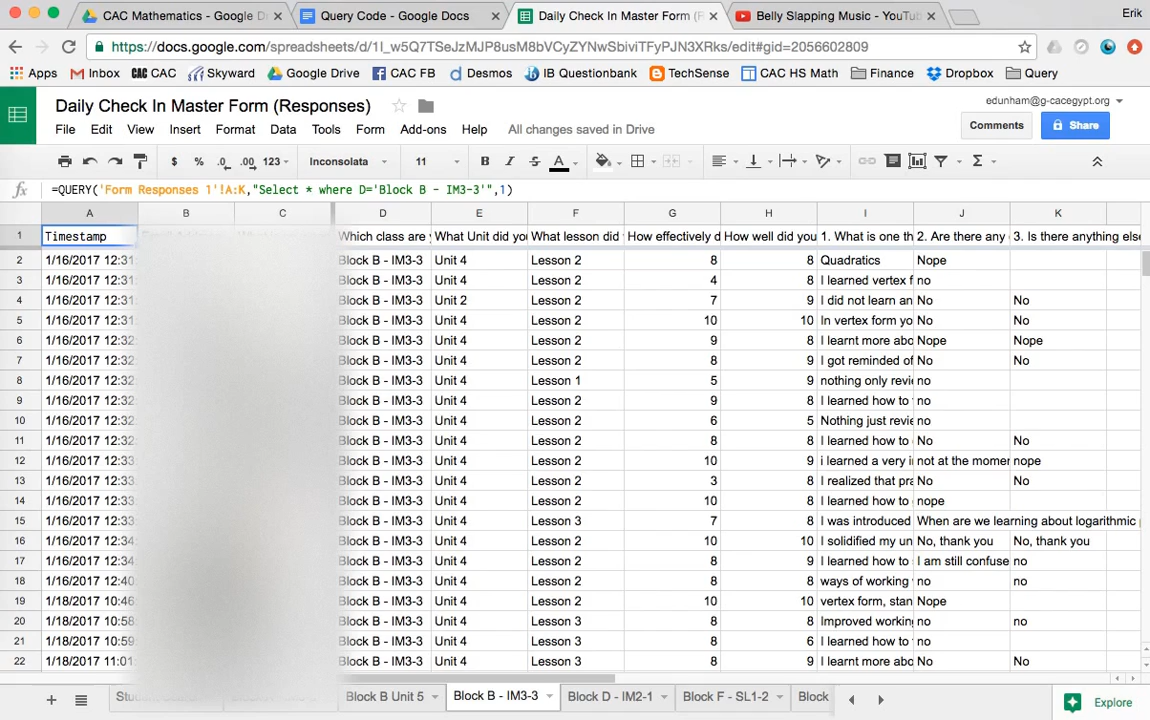 CAC Mathematics - Google D
Query Code - Google Docs
Daily Check In Master Form (R
Belly Slapping Music - YouTu
Erik
https://docs.google.com/spreadsheets/d/1I_w5Q7TSeJzMJP8usM8bVCyZYNwSbiviTFyPJN3XRks/edit#gid=2056602809
Apps Inbox CAC CAC Skyward Google Drive CAC FB Desmos IB Questionbank TechSense CAC HS Math Finance Dropbox Query
Daily Check In Master Form (Responses)
edunham@g-cacegypt.org
File Edit View Insert Format Data Tools Form Add-ons Help All changes saved in Drive
Comments Share
$ % .0 .00 123 Inconsolata 11 B I S A
fx =QUERY('Form Responses 1'!A:K,"Select * where D='Block B - IM3-3'",1)
A B C D E F G H I J K
1 Timestamp Which class are y What Unit did you What lesson did How effectively d How well did you 1. What is one th 2. Are there any 3. Is there anything else
2 1/16/2017 12:31: Block B - IM3-3 Unit 4 Lesson 2 8 8 Quadratics Nope
3 1/16/2017 12:31: Block B - IM3-3 Unit 4 Lesson 2 4 8 I learned vertex f no
4 1/16/2017 12:31: Block B - IM3-3 Unit 2 Lesson 2 7 9 I did not learn an No No
5 1/16/2017 12:31: Block B - IM3-3 Unit 4 Lesson 2 10 10 In vertex form yo No No
6 1/16/2017 12:32: Block B - IM3-3 Unit 4 Lesson 2 9 8 I learnt more abo Nope Nope
7 1/16/2017 12:32: Block B - IM3-3 Unit 4 Lesson 2 8 9 I got reminded of No No
8 1/16/2017 12:32: Block B - IM3-3 Unit 4 Lesson 1 5 9 nothing only revie no
9 1/16/2017 12:32: Block B - IM3-3 Unit 4 Lesson 2 9 8 I learned how to no
10 1/16/2017 12:32: Block B - IM3-3 Unit 4 Lesson 2 6 5 Nothing just revie no
11 1/16/2017 12:32: Block B - IM3-3 Unit 4 Lesson 2 8 8 I learned how to No No
12 1/16/2017 12:33: Block B - IM3-3 Unit 4 Lesson 2 10 9 i learned a very i not at the momer nope
13 1/16/2017 12:33: Block B - IM3-3 Unit 4 Lesson 2 3 8 I realized that pra No No
14 1/16/2017 12:33: Block B - IM3-3 Unit 4 Lesson 2 10 8 I learned how to nope
15 1/16/2017 12:33: Block B - IM3-3 Unit 4 Lesson 3 7 8 I was introduced When are we learning about logarithmic
16 1/16/2017 12:34: Block B - IM3-3 Unit 4 Lesson 2 10 10 I solidified my un No, thank you No, thank you
17 1/16/2017 12:34: Block B - IM3-3 Unit 4 Lesson 2 8 9 I learned how to I am still confuse no
18 1/16/2017 12:40: Block B - IM3-3 Unit 4 Lesson 2 8 8 ways of working no no
19 1/18/2017 10:46: Block B - IM3-3 Unit 4 Lesson 2 10 10 vertex form, stan Nope
20 1/18/2017 10:58: Block B - IM3-3 Unit 4 Lesson 3 8 8 Improved working no no
21 1/18/2017 10:59: Block B - IM3-3 Unit 4 Lesson 3 8 6 I learned how to no
22 1/18/2017 11:01: Block B - IM3-3 Unit 4 Lesson 3 8 9 I learnt more abo No No
Block B Unit 5 Block B - IM3-3 Block D - IM2-1 Block F - SL1-2 Block Explore